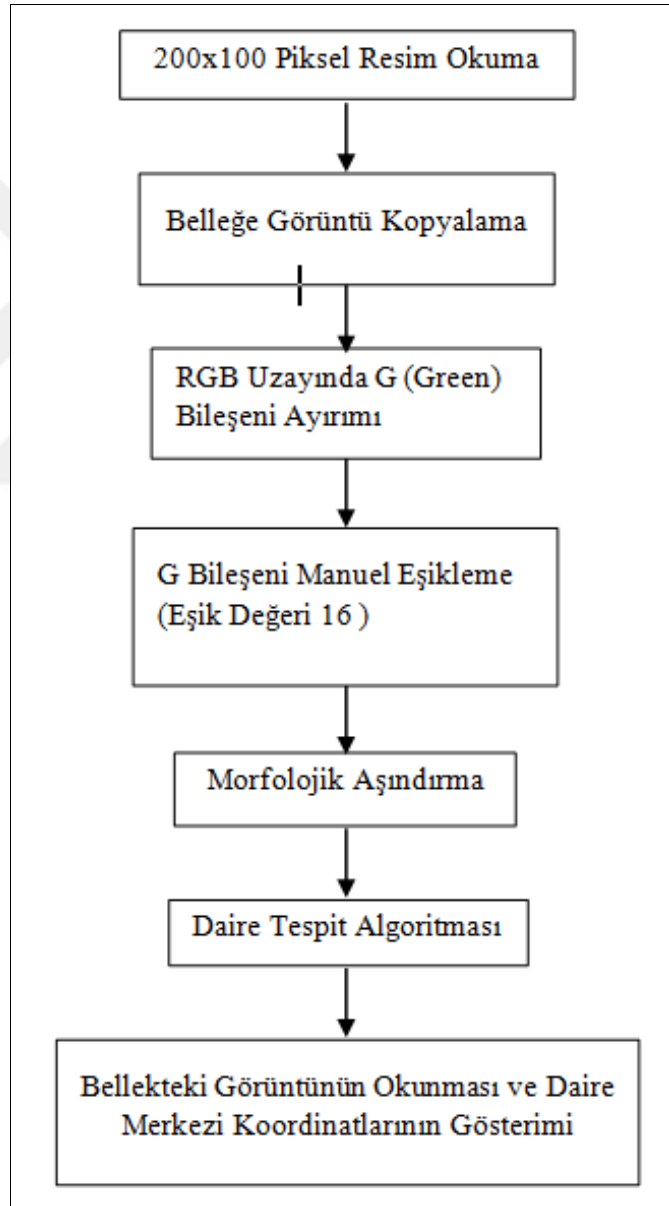 200x100 Piksel Resim Okuma
Belleğe Görüntü Kopyalama
RGB Uzayında G (Green)
Bileşeni Ayırımı
G Bileşeni Manuel Eşikleme
(Eşik Değeri 16 )
Morfolojik Aşındırma
Daire Tespit Algoritması
Bellekteki Görüntünün Okunması ve Daire
Merkezi Koordinatlarının Gösterimi